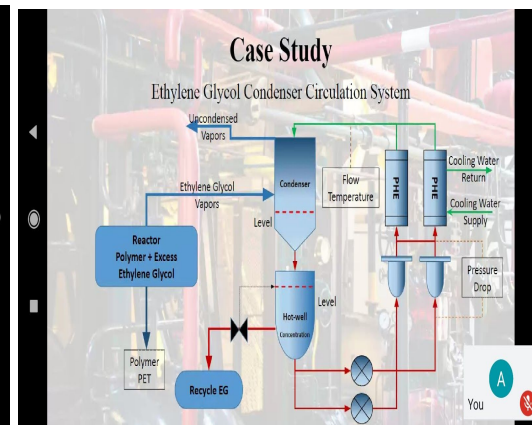 Case Study
Ethylene Glycol Condenser Circulation System
Uncondensed
Vapors
Ethylene Glycol
Vapors
Condenser
Level
Flow
Temperature
PHE
PHE
Cooling Water
Return
Cooling Water
Supply
Reactor
Polymer + Excess
Ethylene Glycol
Pressure
Drop
Level
Hot-well
Concentration
Polymer
PET
Recycle EG
A
You